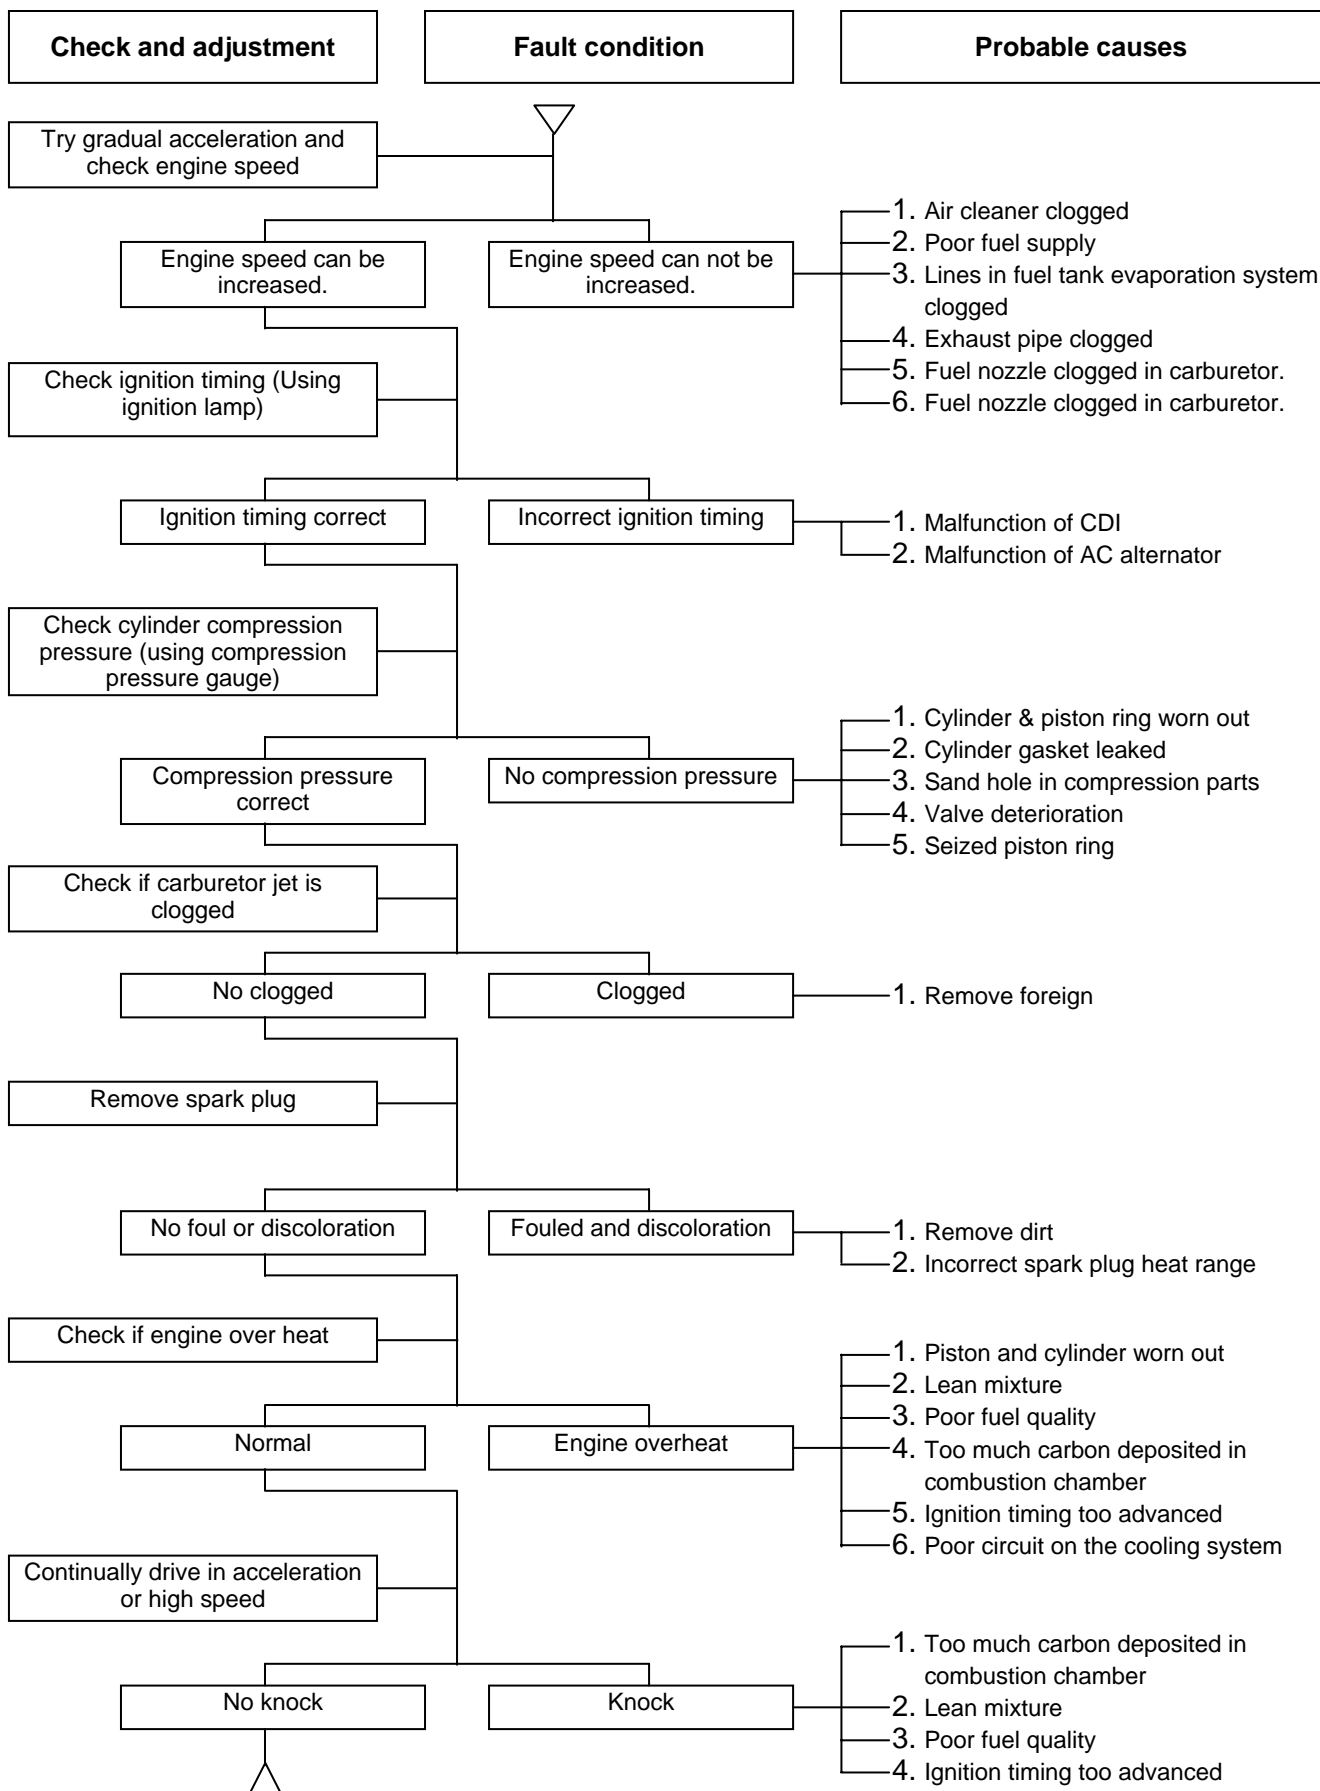 Check and adjustment
Fault condition
Probable causes
Try gradual acceleration and
check engine speed
Engine speed can be
increased.
Engine speed can not be
increased.
1. Air cleaner clogged
2. Poor fuel supply
3. Lines in fuel tank evaporation system
clogged
4. Exhaust pipe clogged
5. Fuel nozzle clogged in carburetor.
6. Fuel nozzle clogged in carburetor.
Check ignition timing (Using
ignition lamp)
Ignition timing correct
Incorrect ignition timing
1. Malfunction of CDI
2. Malfunction of AC alternator
Check cylinder compression
pressure (using compression
pressure gauge)
Compression pressure
correct
No compression pressure
1. Cylinder & piston ring worn out
2. Cylinder gasket leaked
3. Sand hole in compression parts
4. Valve deterioration
5. Seized piston ring
Check if carburetor jet is
clogged
No clogged
Clogged
1. Remove foreign
Remove spark plug
No foul or discoloration
Fouled and discoloration
1. Remove dirt
2. Incorrect spark plug heat range
Check if engine over heat
Normal
Engine overheat
1. Piston and cylinder worn out
2. Lean mixture
3. Poor fuel quality
4. Too much carbon deposited in
combustion chamber
5. Ignition timing too advanced
6. Poor circuit on the cooling system
Continually drive in acceleration
or high speed
No knock
Knock
1. Too much carbon deposited in
combustion chamber
2. Lean mixture
3. Poor fuel quality
4. Ignition timing too advanced